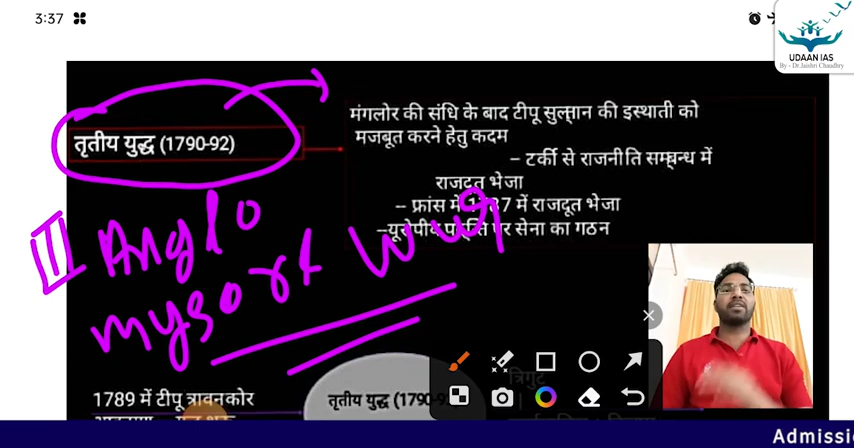 3:37
UDAAN IAS
By - Dr.Jaishri Chaudhry
तृतीय युद्ध (1790-92)
मंगलोर की संधि के बाद टीपू सुल्तान की इस्थाती को
मजबूत करने हेतु कदम
– टर्की से राजनीति सम्बन्ध में
राजदूत भेजा
-- फ्रांस में 1787 में राजदूत भेजा
--यूरोपीय पद्धति पर सेना का गठन
III Anglo
mysore
1789 में टीपू त्रावनकोर
तृतीय युद्ध (1790-92)
त्रिगुट
Admissi